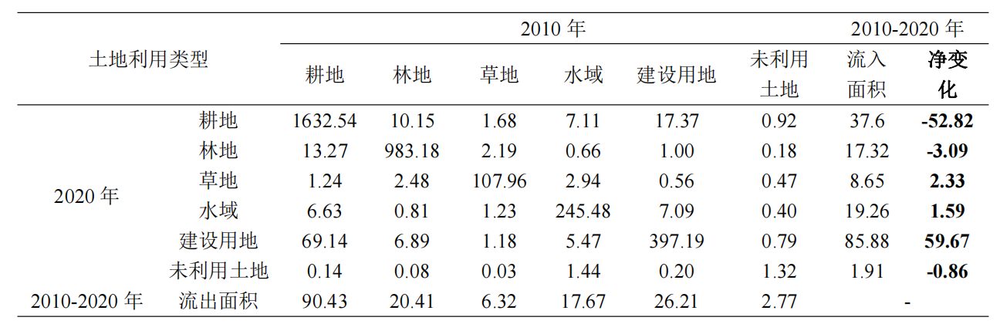 土地利用类型 2010 年 2010-2020 年
耕地 林地 草地 水域 建设用地 未利用土地 流入面积 净变化
2020 年
耕地 1632.54 10.15 1.68 7.11 17.37 0.92 37.6 -52.82
林地 13.27 983.18 2.19 0.66 1.00 0.18 17.32 -3.09
草地 1.24 2.48 107.96 2.94 0.56 0.47 8.65 2.33
水域 6.63 0.81 1.23 245.48 7.09 0.40 19.26 1.59
建设用地 69.14 6.89 1.18 5.47 397.19 0.79 85.88 59.67
未利用土地 0.14 0.08 0.03 1.44 0.20 1.32 1.91 -0.86
2010-2020 年 流出面积 90.43 20.41 6.32 17.67 26.21 2.77 -